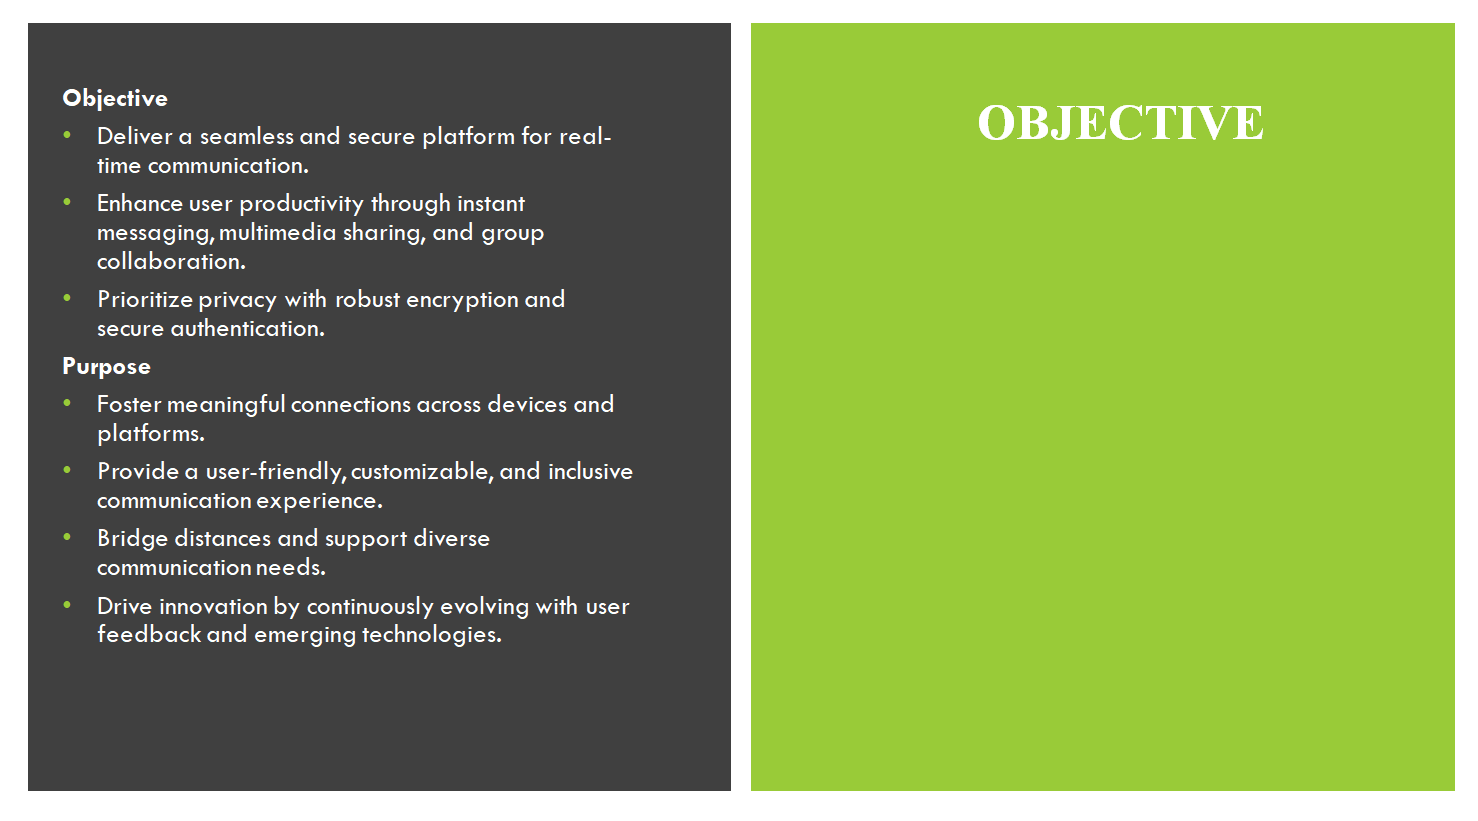 Objective
• Deliver a seamless and secure platform for real-
time communication.
• Enhance user productivity through instant
messaging, multimedia sharing, and group
collaboration.
• Prioritize privacy with robust encryption and
secure authentication.
Purpose
• Foster meaningful connections across devices and
platforms.
• Provide a user-friendly, customizable, and inclusive
communication experience.
• Bridge distances and support diverse
communication needs.
• Drive innovation by continuously evolving with user
feedback and emerging technologies.
OBJECTIVE